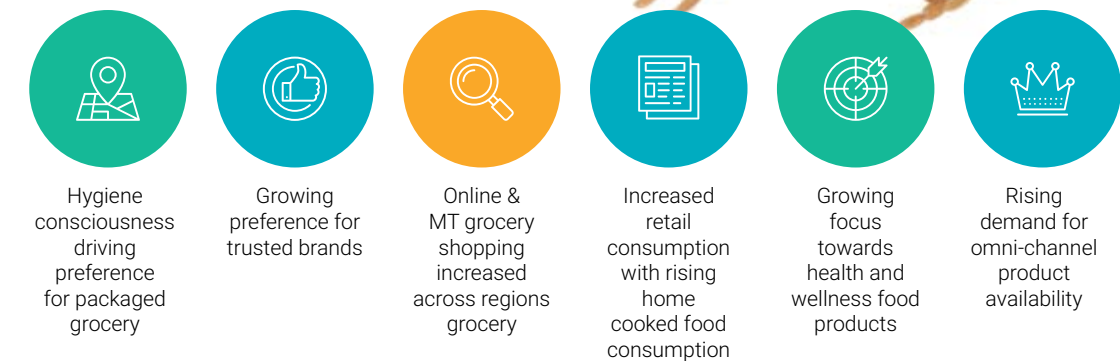 Hygiene
consciousness
driving
preference
for packaged
grocery
Growing
preference for
trusted brands
Online &
MT grocery
shopping
increased
across regions
grocery
Increased
retail
consumption
with rising
home
cooked food
consumption
Growing
focus
towards
health and
wellness food
products
Rising
demand for
omni-channel
product
availability